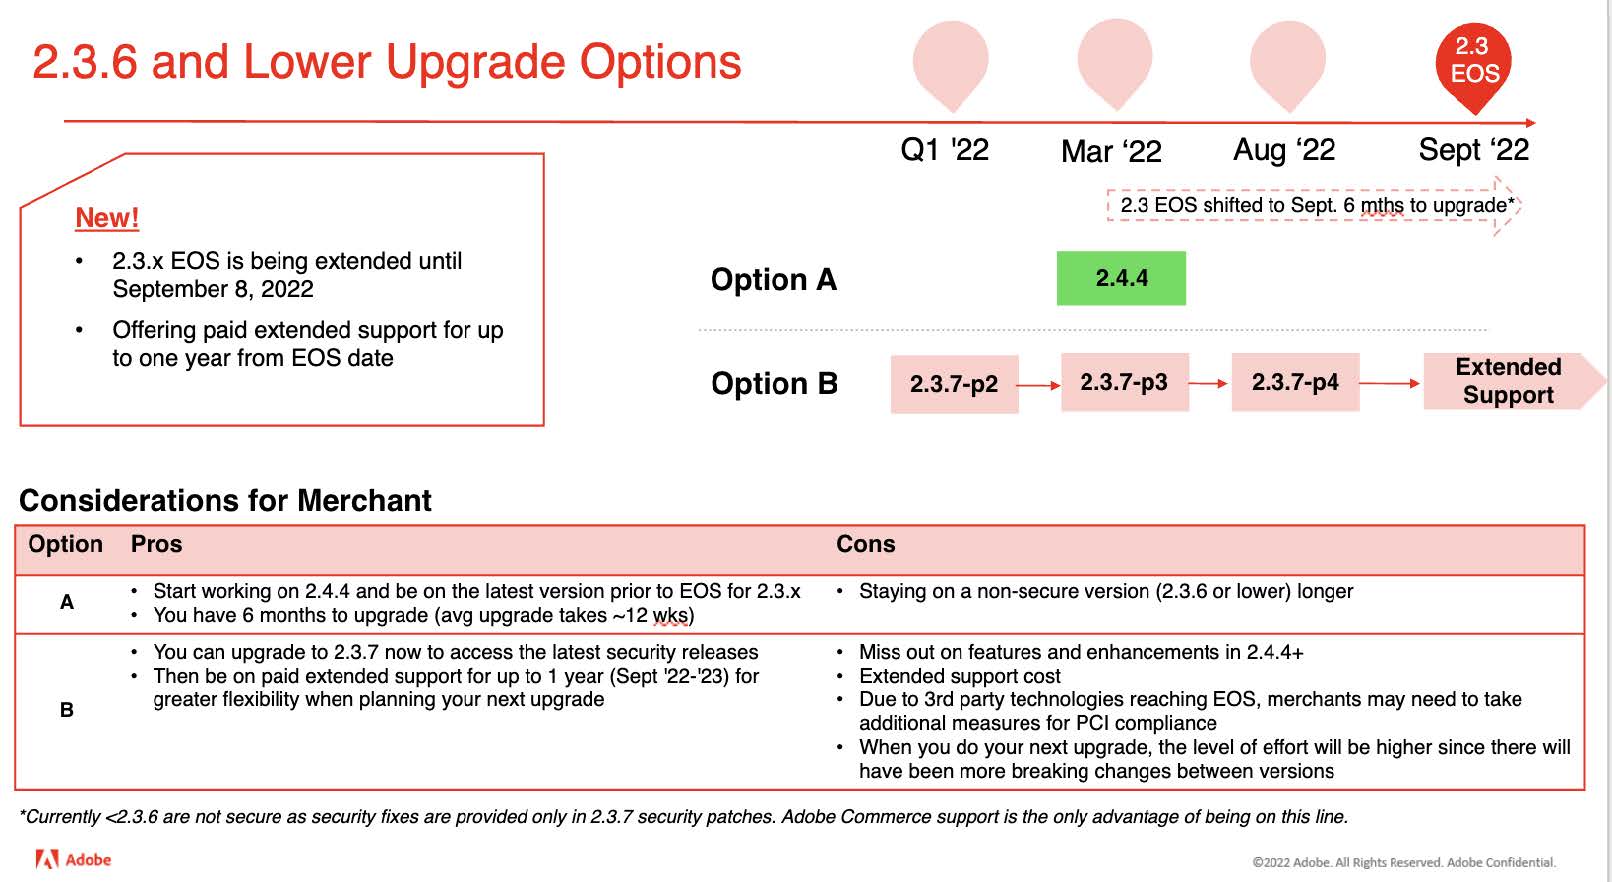 2.3.6 and Lower Upgrade Options
2.3
EOS
Q1 '22
Mar ‘22
Aug ‘22
Sept ‘22
2.3 EOS shifted to Sept. 6 mths to upgrade*
New!
• 2.3.x EOS is being extended until
September 8, 2022
• Offering paid extended support for up
to one year from EOS date
Option A
2.4.4
Option B
2.3.7-p2
2.3.7-p3
2.3.7-p4
Extended
Support
Considerations for Merchant
Option Pros Cons
A
• Start working on 2.4.4 and be on the latest version prior to EOS for 2.3.x
• You have 6 months to upgrade (avg upgrade takes ~12 wks)
• Staying on a non-secure version (2.3.6 or lower) longer
B
• You can upgrade to 2.3.7 now to access the latest security releases
• Then be on paid extended support for up to 1 year (Sept '22-'23) for
greater flexibility when planning your next upgrade
• Miss out on features and enhancements in 2.4.4+
• Extended support cost
• Due to 3rd party technologies reaching EOS, merchants may need to take
additional measures for PCI compliance
• When you do your next upgrade, the level of effort will be higher since there will
have been more breaking changes between versions
*Currently <2.3.6 are not secure as security fixes are provided only in 2.3.7 security patches. Adobe Commerce support is the only advantage of being on this line.
Adobe
©2022 Adobe. All Rights Reserved. Adobe Confidential.